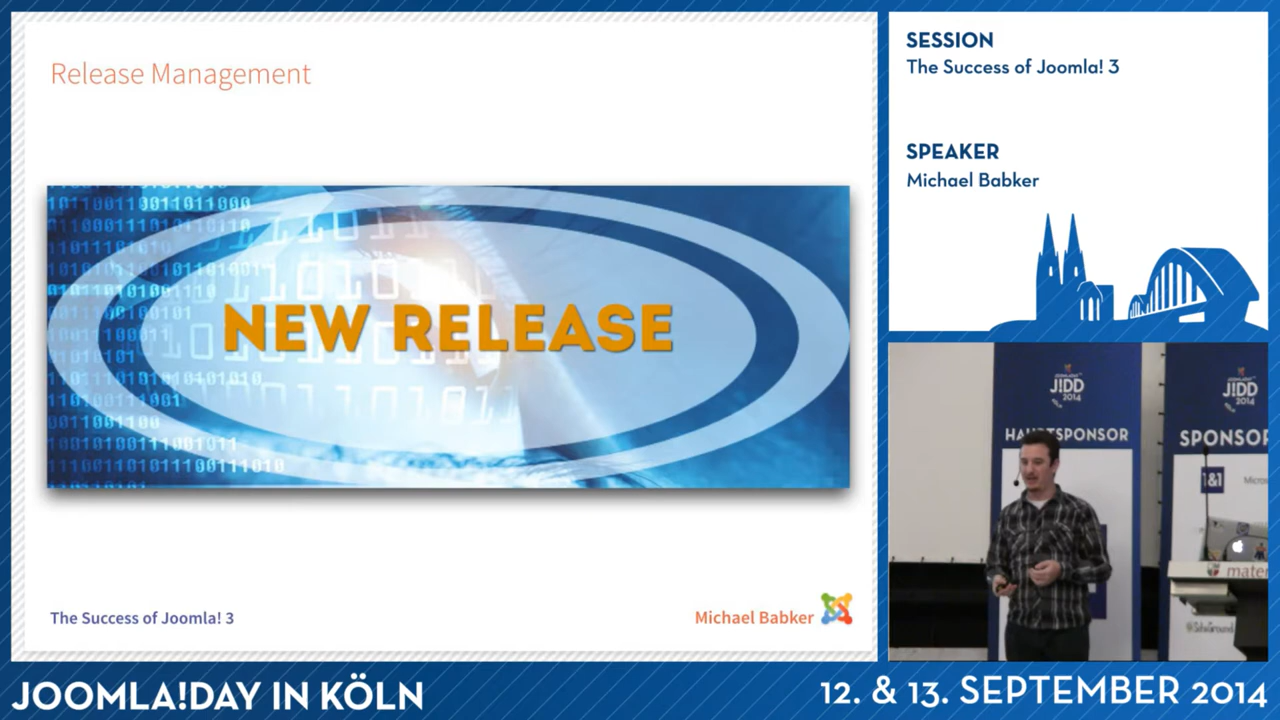 Release Management
NEW RELEASE
The Success of Joomla! 3
Michael Babker
SESSION
The Success of Joomla! 3
SPEAKER
Michael Babker
J!DD
2014
HAUPTSPONSOR
J!DD
2014
SPONSOR
1&1
JOOMLA!DAY IN KÖLN
12. & 13. SEPTEMBER 2014